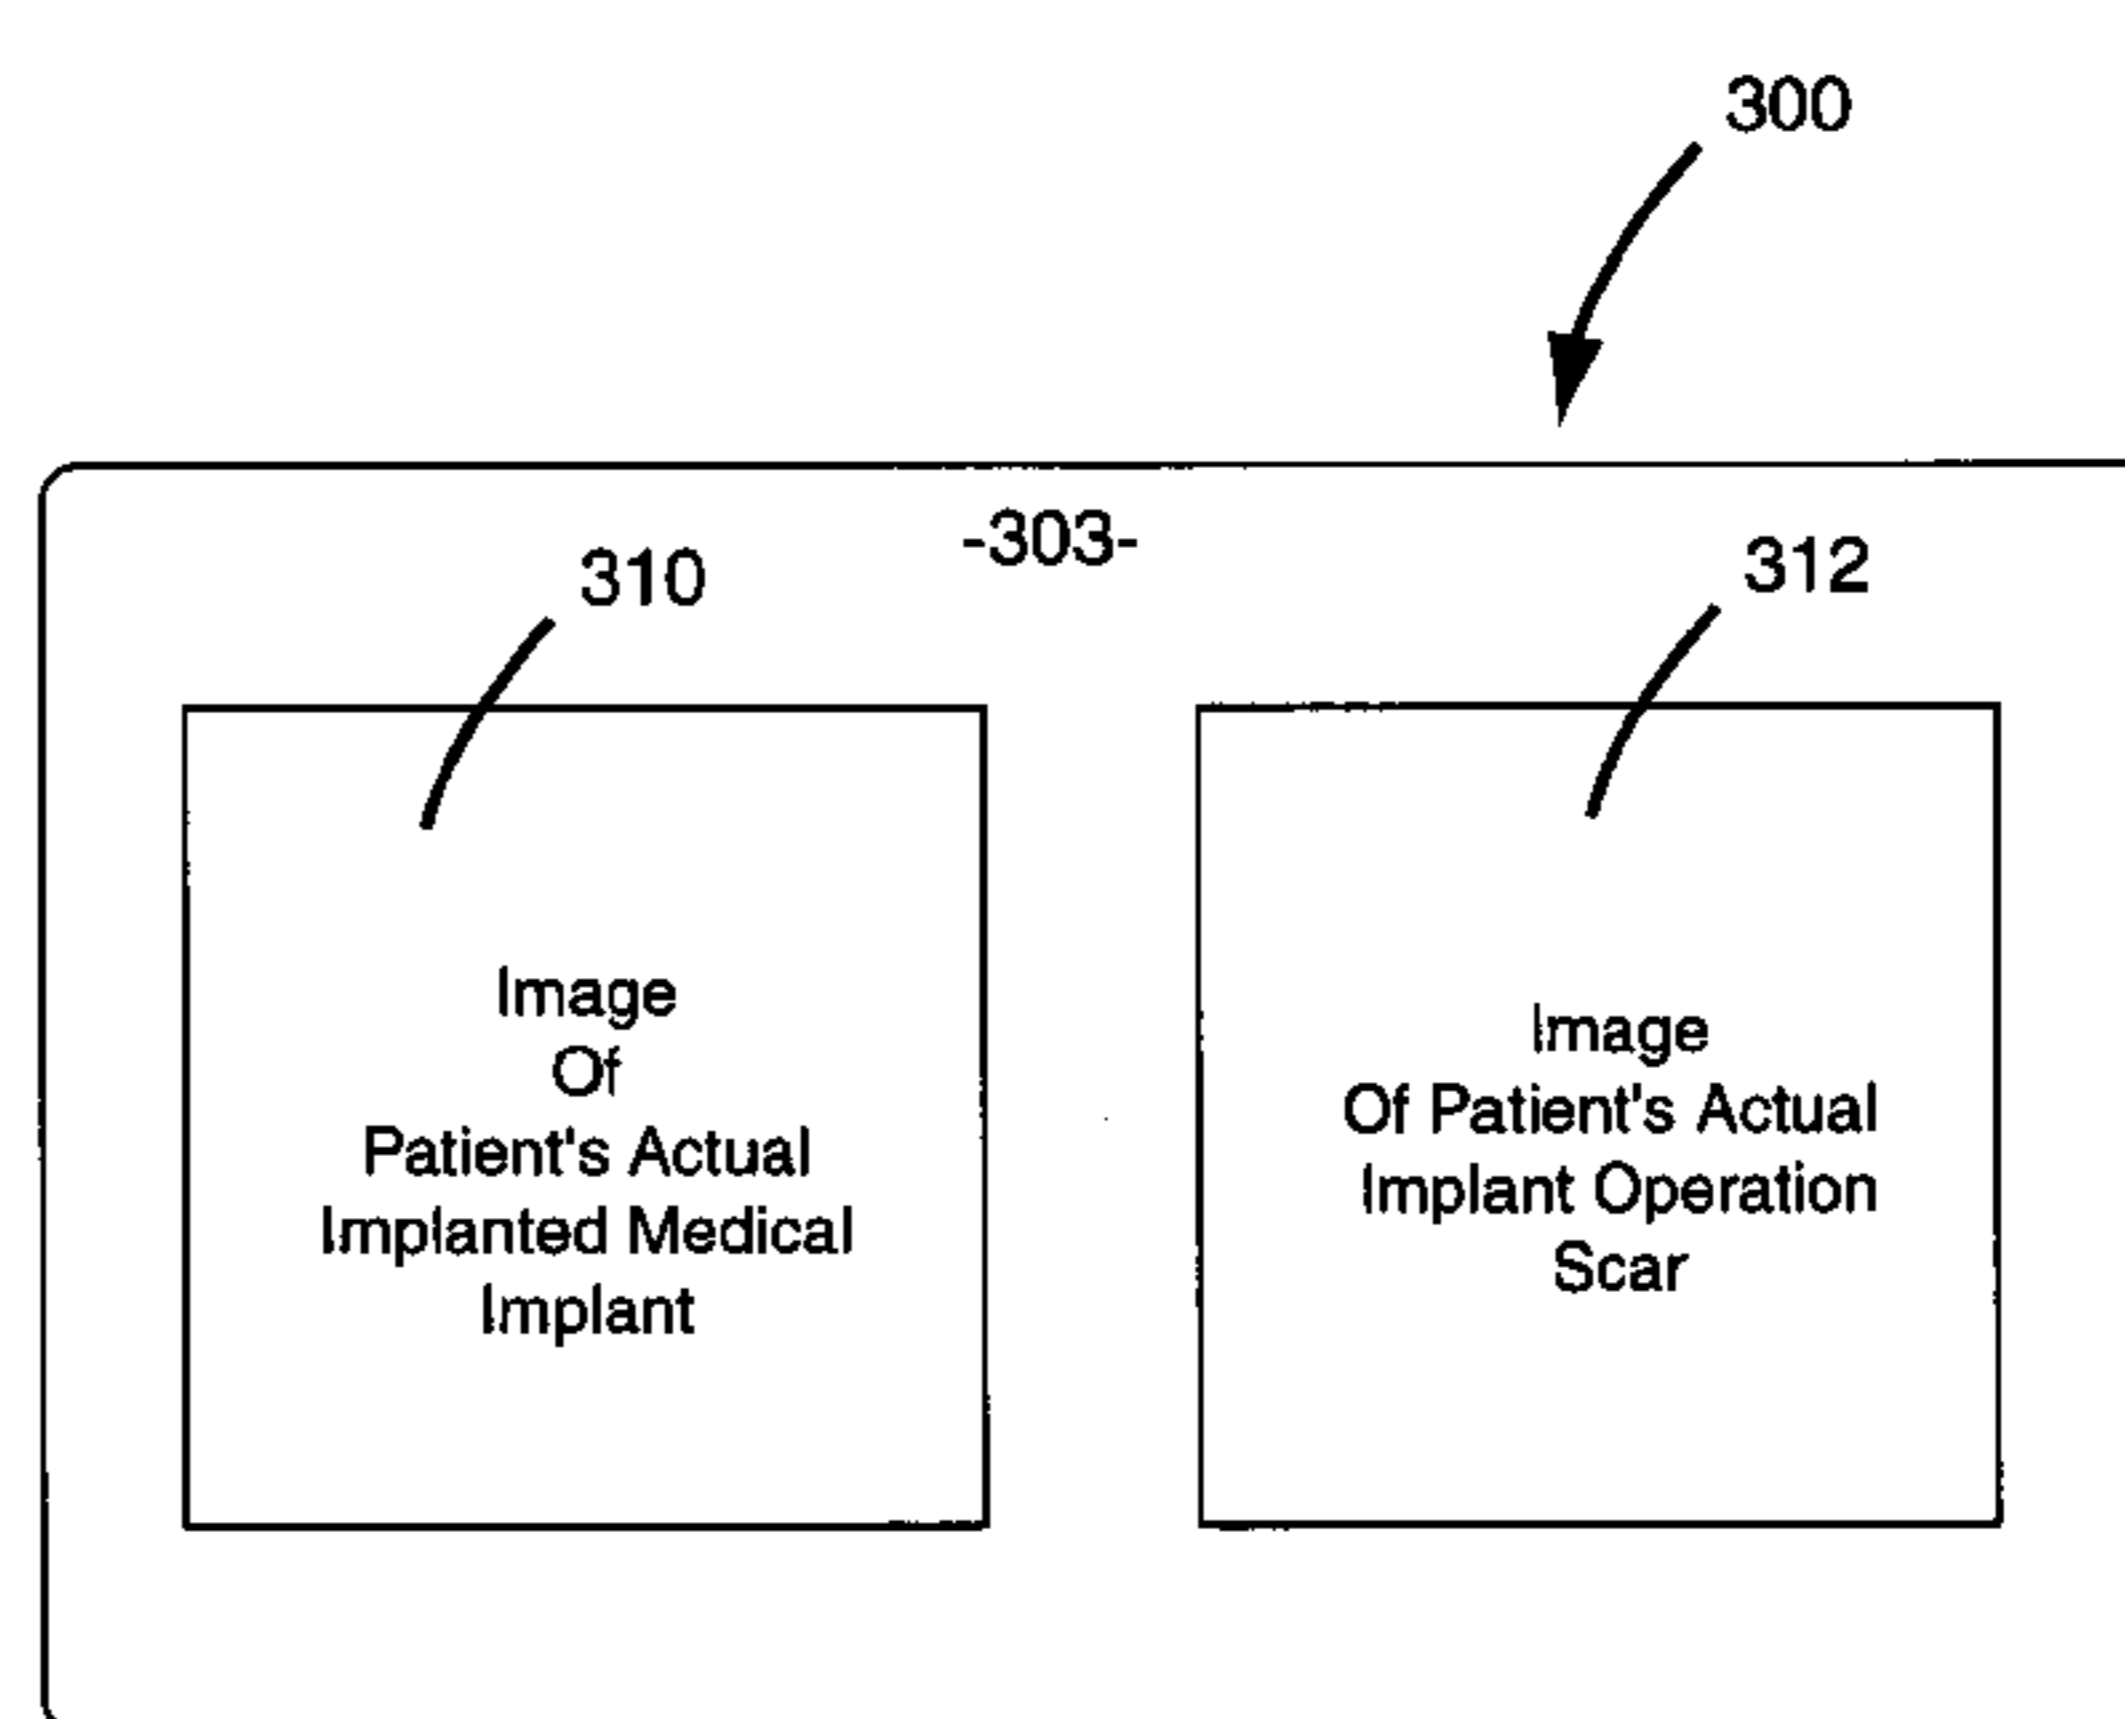 300
-303-
310
312
Image
Of
Patient's Actual
Implanted Medical
Implant
Image
Of Patient's Actual
Implant Operation
Scar